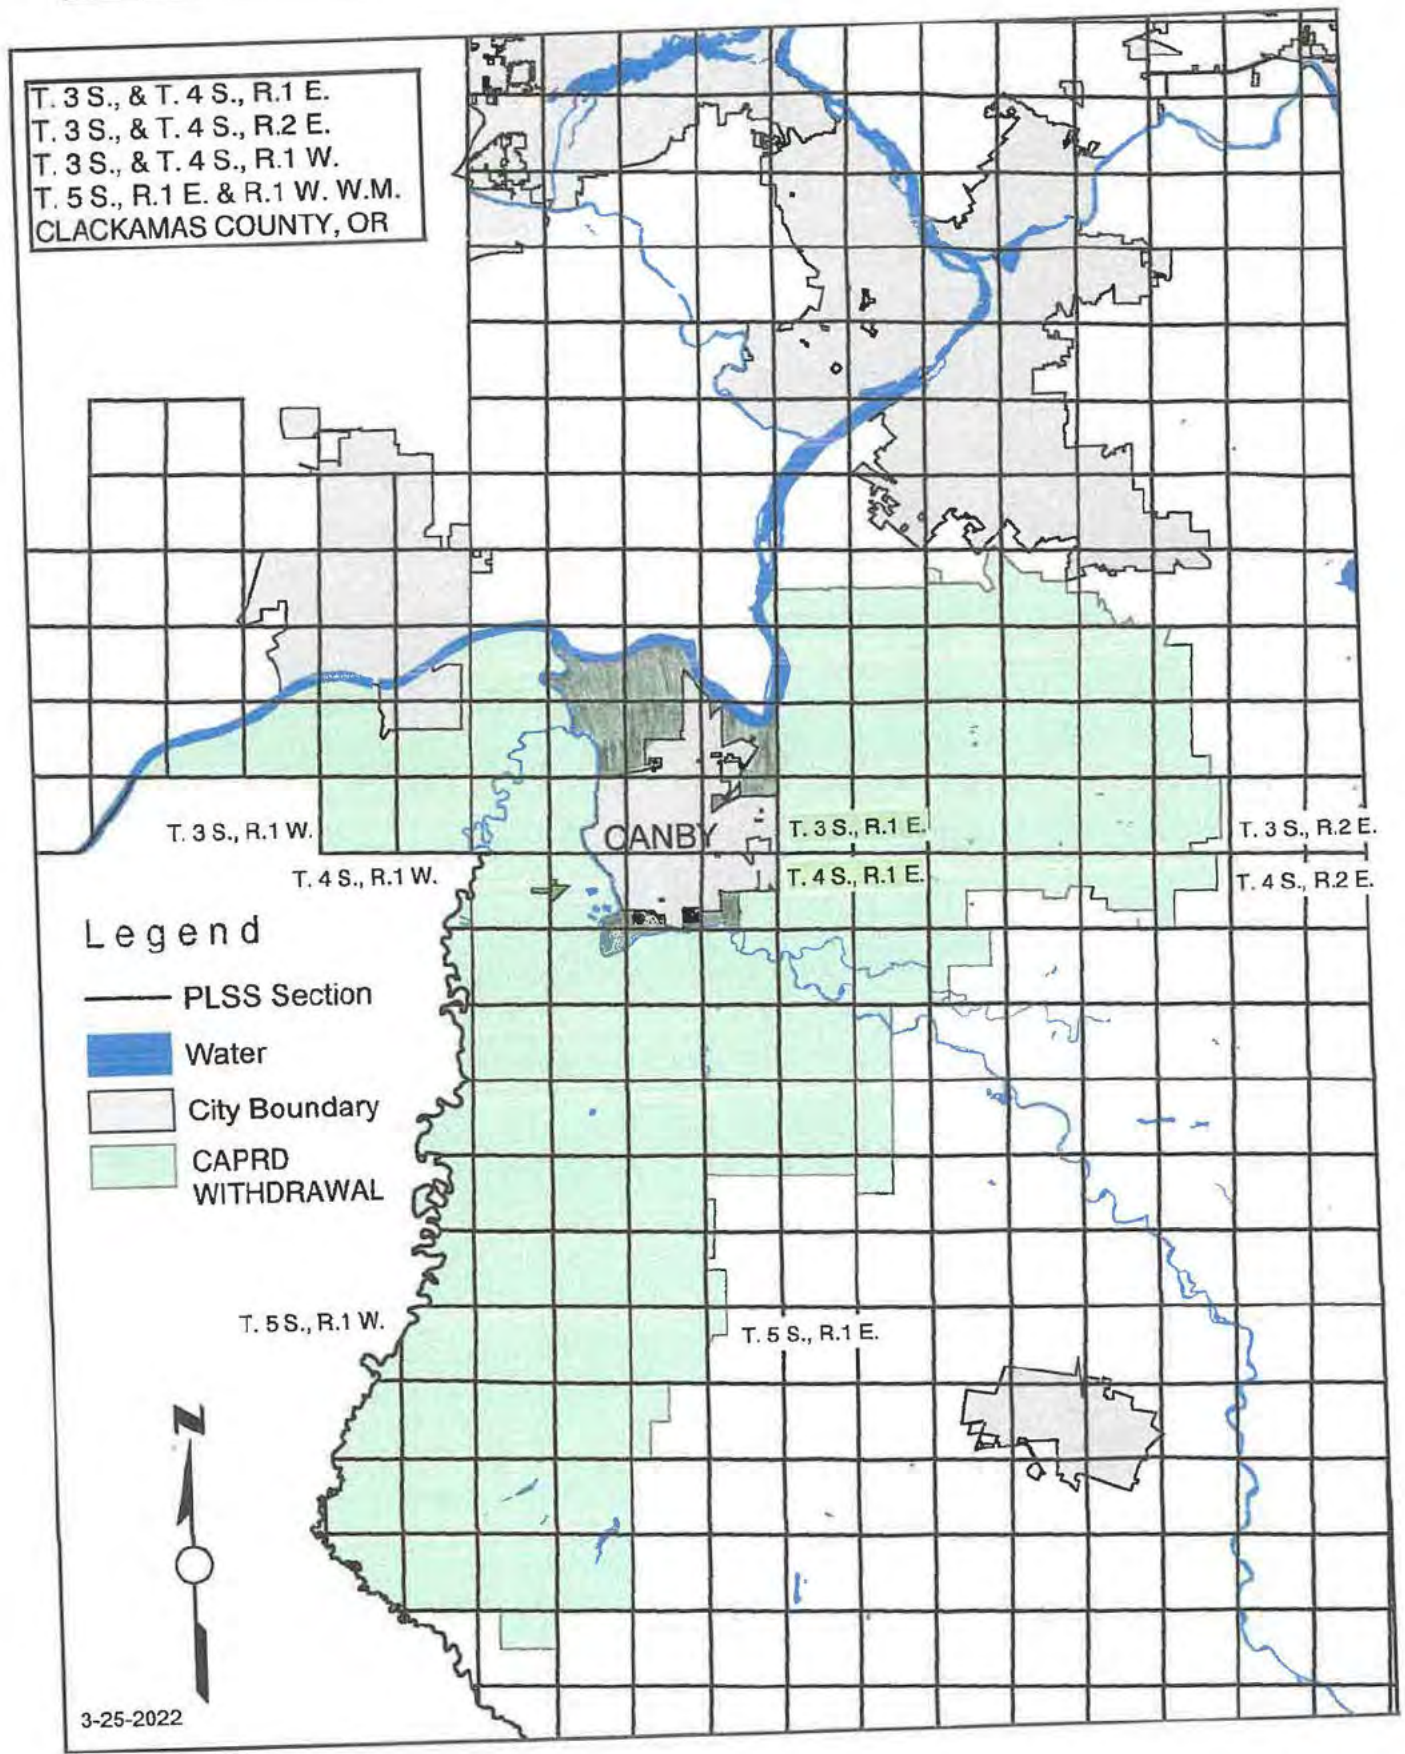 T. 3 S., & T. 4 S., R.1 E.
T. 3 S., & T. 4 S., R.2 E.
T. 3 S., & T. 4 S., R.1 W.
T. 5 S., R.1 E. & R.1 W. W.M.
CLACKAMAS COUNTY, OR
T. 3 S., R.1 W.
CANBY
T. 3 S., R.1 E.
T. 3 S., R.2 E.
T. 4 S., R.1 W.
T. 4 S., R.1 E.
T. 4 S., R.2 E.
Legend
PLSS Section
Water
City Boundary
CAPRD
WITHDRAWAL
T. 5 S., R.1 W.
T. 5 S., R.1 E.
N
3-25-2022